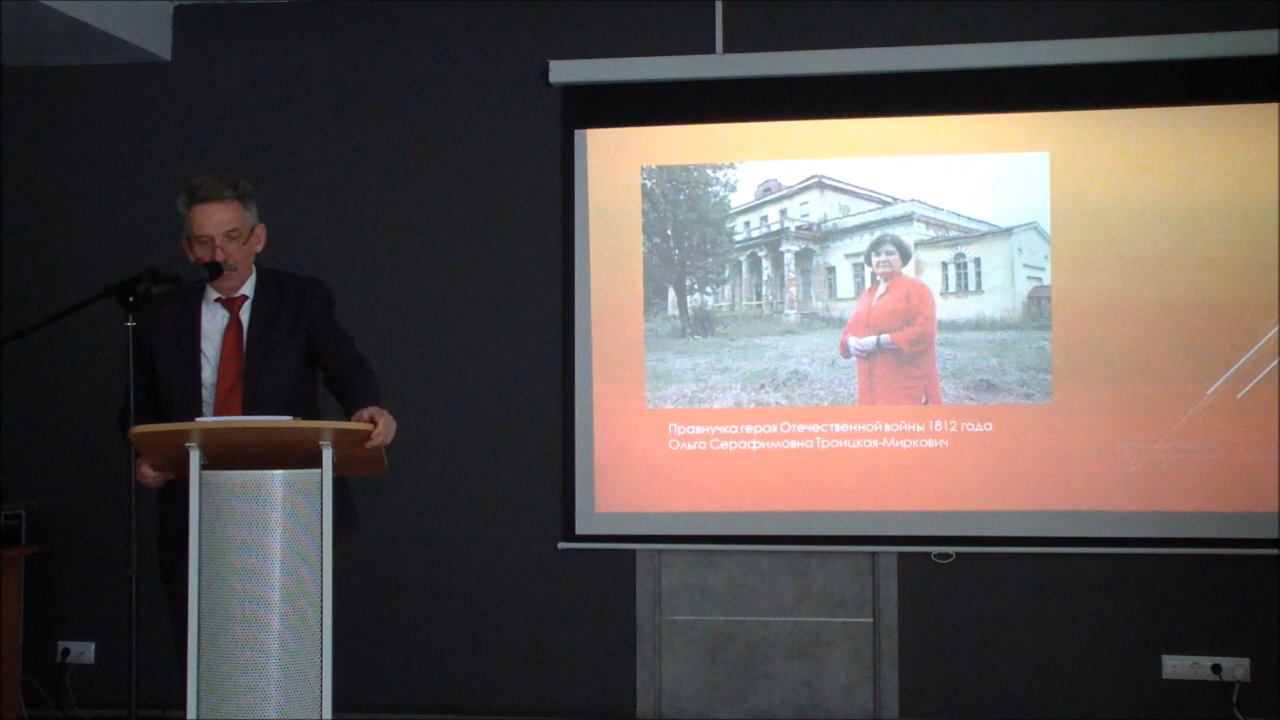 Правнучка героя Отечественной войны 1812 года
Ольга Серафимовна Троицкая-Миркович